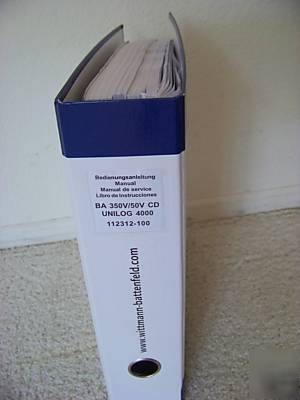 Bedienungsanleitung
Manual
Manual de service
Libro de instrucciones
BA 350V/50V CD
UNILOG 4000
112312-100
www.wittmann-battenfeld.com